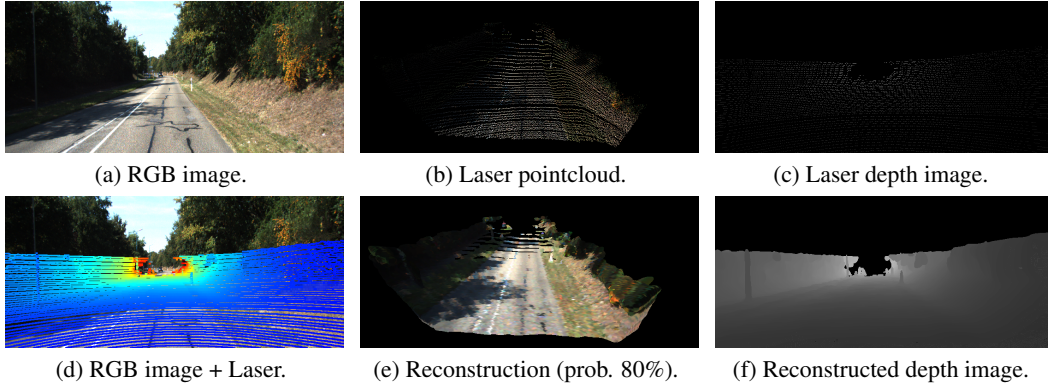 (a) RGB image.
(b) Laser pointcloud.
(c) Laser depth image.
(d) RGB image + Laser.
(e) Reconstruction (prob. 80%).
(f) Reconstructed depth image.